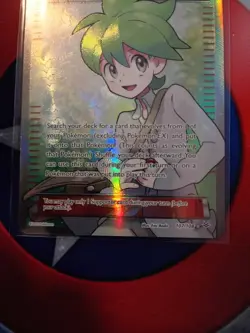 Search your deck for a card that evolves from 1 of
your Pokémon (excluding Pokémon-EX) and put
it onto that Pokémon. (This counts as evolving
that Pokémon.) Shuffle your deck afterward. You
can use this card during your first turn or on a
Pokémon that was put into play this turn.
You may play only 1 Supporter card during your turn (before
your attack).